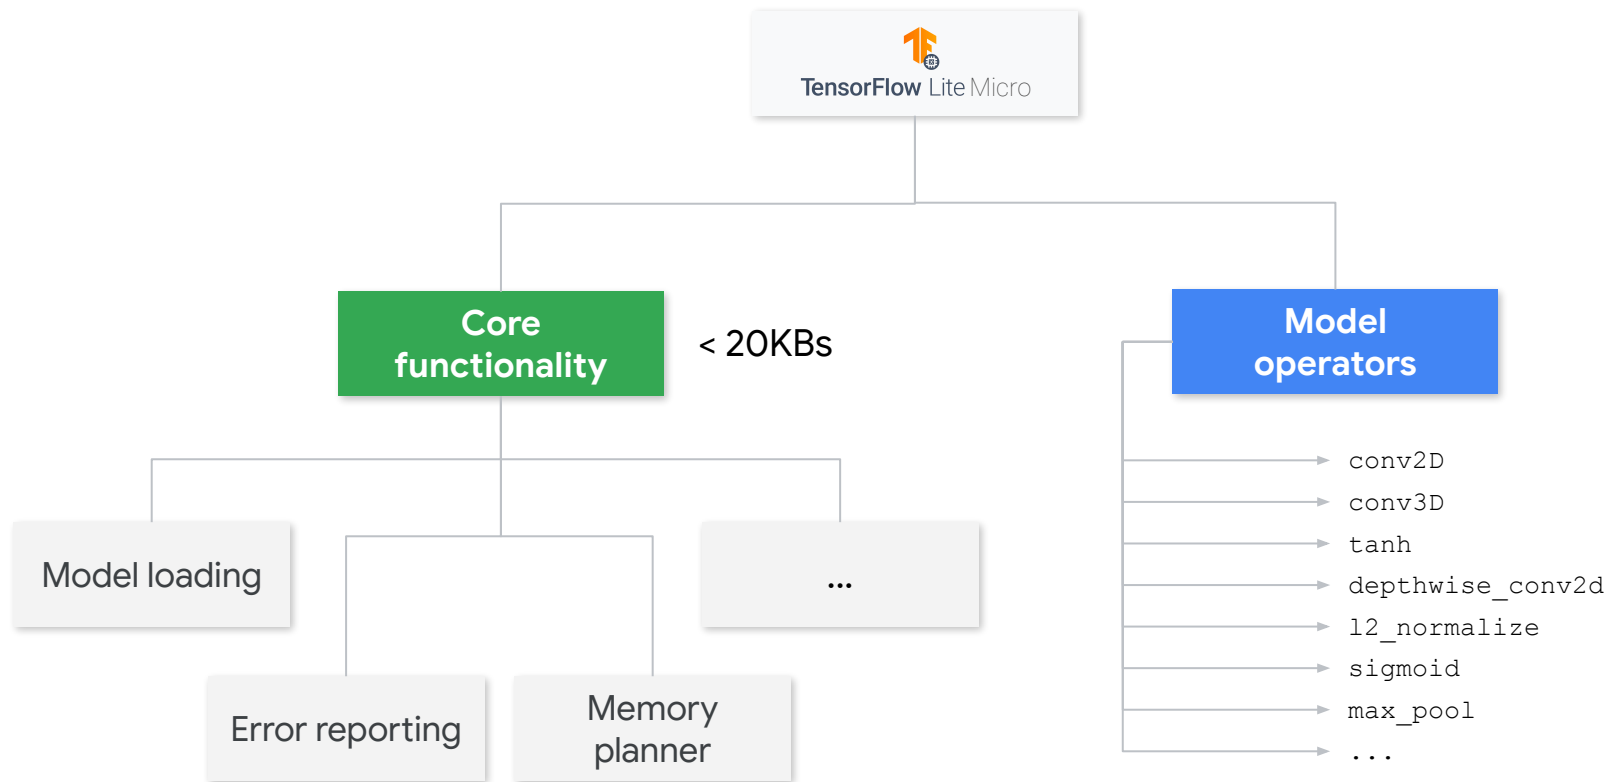 TensorFlow Lite Micro
Core
functionality
< 20KBs
Model
operators
Model loading
Error reporting
Memory
planner
...
conv2D
conv3D
tanh
depthwise_conv2d
l2_normalize
sigmoid
max_pool
...